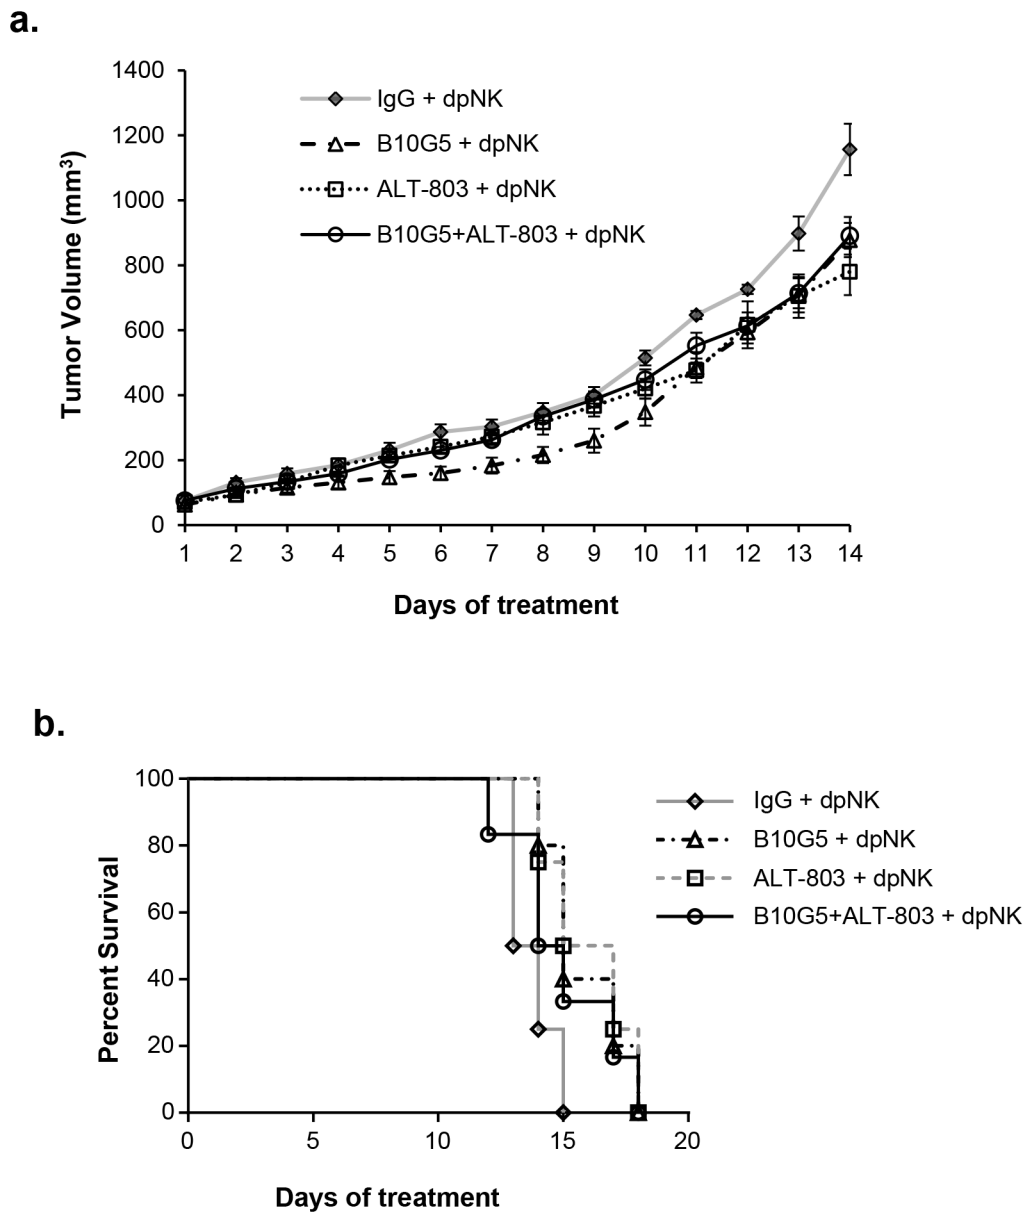 a.
1400
1200
1000
800
600
400
200
0
Tumor Volume (mm³)
IgG + dpNK
B10G5 + dpNK
ALT-803 + dpNK
B10G5+ALT-803 + dpNK
1 2 3 4 5 6 7 8 9 10 11 12 13 14
Days of treatment
b.
100
80
60
40
20
0
Percent Survival
IgG + dpNK
B10G5 + dpNK
ALT-803 + dpNK
B10G5+ALT-803 + dpNK
0 5 10 15 20
Days of treatment